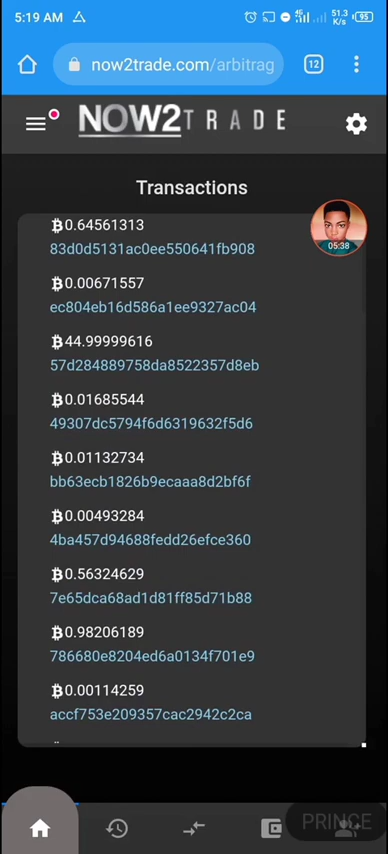 5:19 AM 4G 51.3 K/s 95
now2trade.com/arbitrag 12
NOW2TRADE
Transactions
₿0.64561313
05:38
83d0d5131ac0ee550641fb908
₿0.00671557
ec804eb16d586a1ee9327ac04
₿44.99999616
57d284889758da8522357d8eb
₿0.01685544
49307dc5794f6d6319632f5d6
₿0.01132734
bb63ecb1826b9ecaaa8d2bf6f
₿0.00493284
4ba457d94688fedd26efce360
₿0.56324629
7e65dca68ad1d81ff85d71b88
₿0.98206189
786680e8204ed6a0134f701e9
₿0.00114259
accf753e209357cac2942c2ca
PRINCE